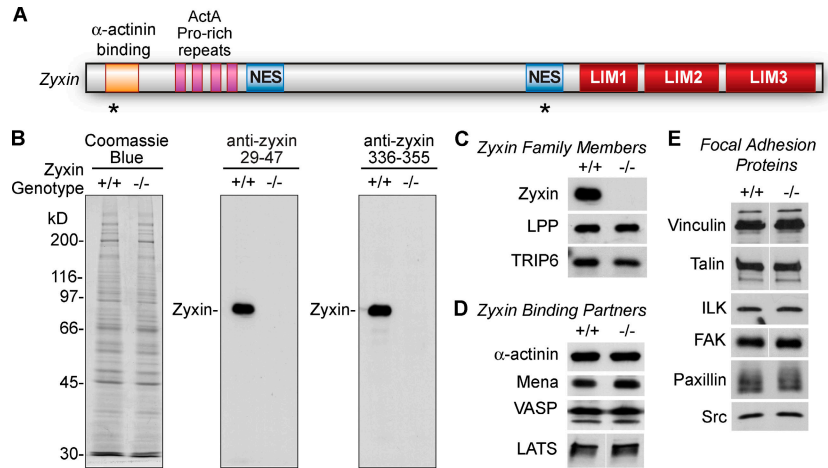 A
α-actinin
binding
ActA
Pro-rich
repeats
Zyxin
NES
NES
LIM1
LIM2
LIM3
*
*
B
Coomassie
Blue
anti-zyxin
29-47
anti-zyxin
336-355
Zyxin
Genotype
+/+ -/-
+/+ -/-
+/+ -/-
kD
200-
116-
97-
66-
45-
30-
Zyxin-
Zyxin-
C
Zyxin Family Members
+/+ -/-
Zyxin
LPP
TRIP6
D
Zyxin Binding Partners
+/+ -/-
α-actinin
Mena
VASP
LATS
E
Focal Adhesion
Proteins
+/+ -/-
Vinculin
Talin
ILK
FAK
Paxillin
Src